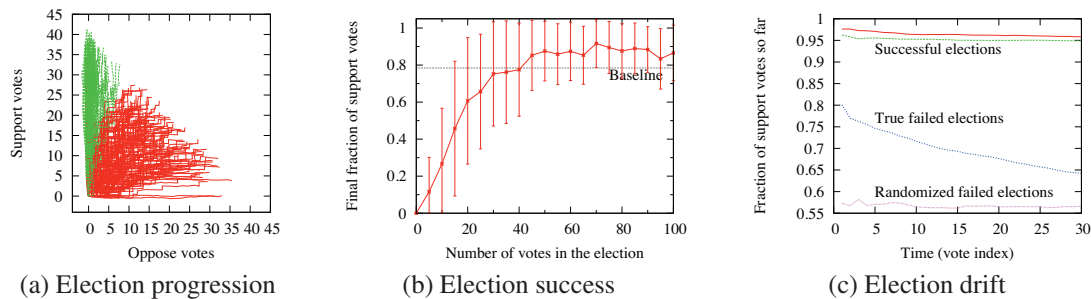 45
40
35
30
25
20
15
10
5
0
Support votes
0 5 10 15 20 25 30 35 40 45
Oppose votes
(a) Election progression
1
0.8
0.6
0.4
0.2
0
Final fraction of support votes
Baseline
0 20 40 60 80 100
Number of votes in the election
(b) Election success
1
0.95
0.9
0.85
0.8
0.75
0.7
0.65
0.6
0.55
Fraction of support votes so far
Successful elections
True failed elections
Randomized failed elections
0 5 10 15 20 25 30
Time (vote index)
(c) Election drift